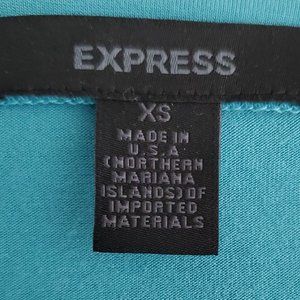 EXPRESS
XS
MADE IN
U.S.A
(NORTHERN
MARIANA
ISLANDS) OF
IMPORTED
MATERIALS